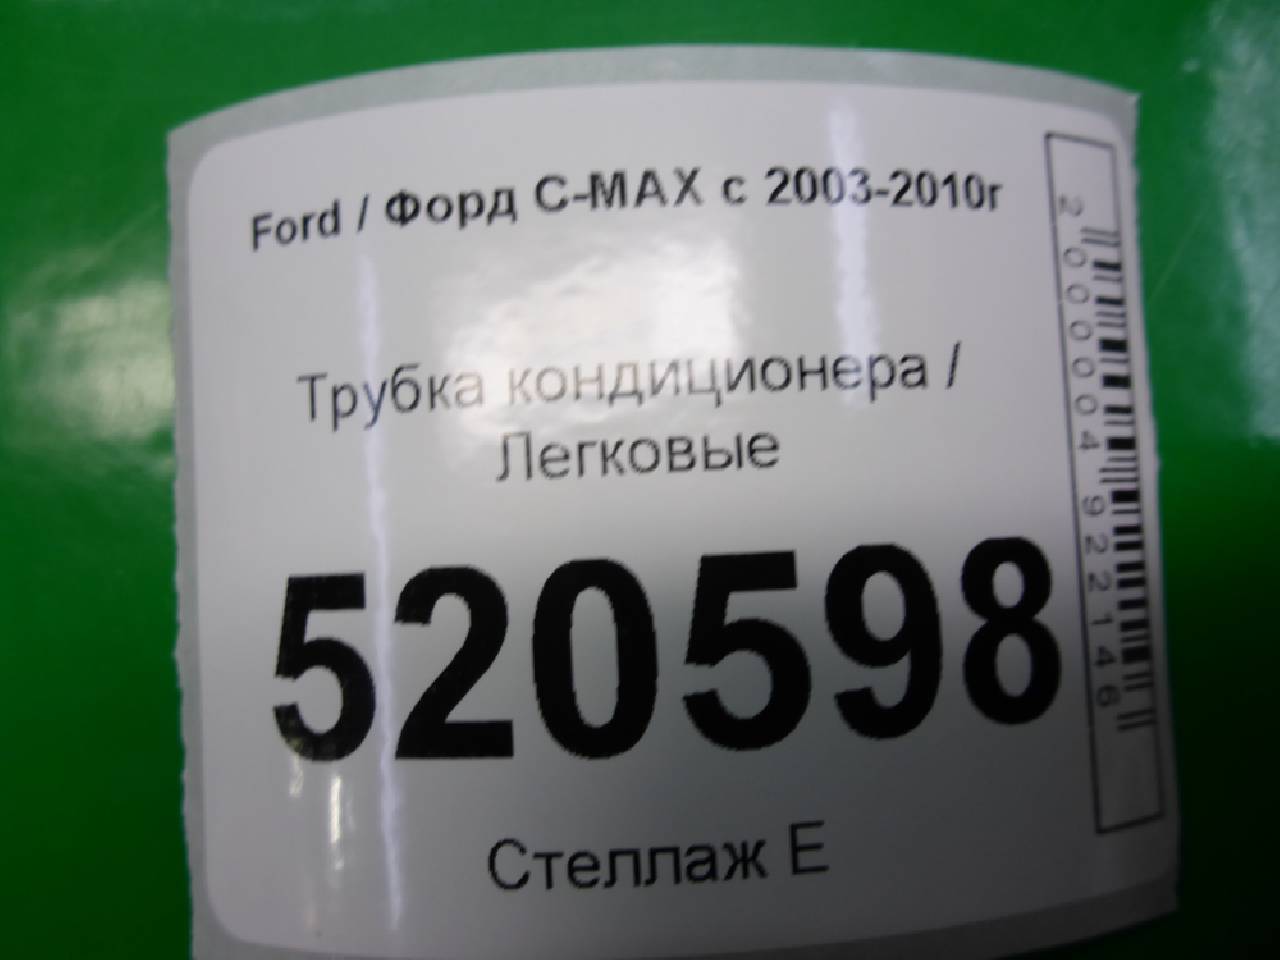 Ford / Форд C-MAX с 2003-2010г
Трубка кондиционера /
Легковые
520598
Стеллаж Е
2000004922146